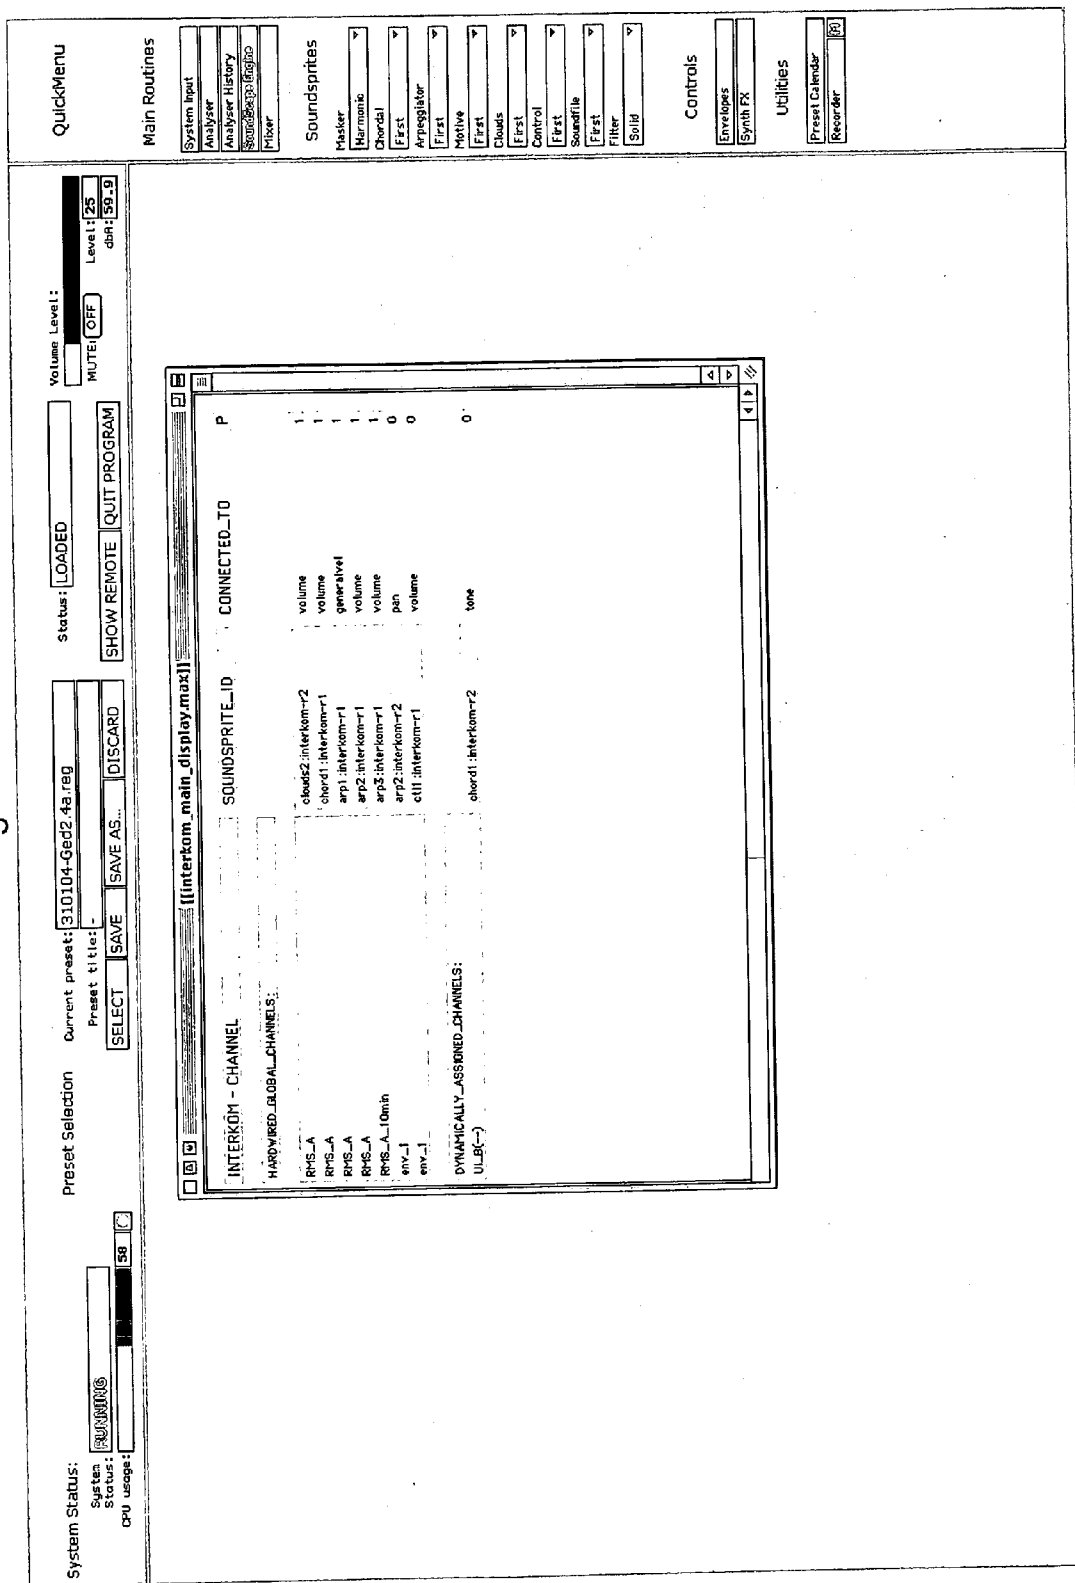 System Status:
System
Status: RUNNING
CPU usage: 58
Preset Selection
Current preset: 310104-Ged2.4a.reg
Preset title: -
SELECT SAVE SAVE AS... DISCARD
Status: LOADED
SHOW REMOTE QUIT PROGRAM
Volume Level:
MUTE: OFF Level: 25
dbA: 59.9
[[interkom_main_display.max]]
INTERKOM - CHANNEL SOUNDSPRITE_ID CONNECTED_TO P
HARDWIRED_GLOBAL_CHANNELS:
RMS_A clouds2:interkom-r2 volume 1
RMS_A chord1:interkom-r1 volume 1
RMS_A arp1:interkom-r1 generalvel 1
RMS_A arp2:interkom-r1 volume 1
RMS_A_10min arp3:interkom-r1 volume 1
env_1 arp2:interkom-r2 pan 0
env_1 ctl1:interkom-r1 volume 0
DYNAMICALLY_ASSIGNED_CHANNELS:
UI_B(--) chord1:interkom-r2 tone 0
QuickMenu
Main Routines
System Input
Analyser
Analyser History
SoundScape Engine
Mixer
Soundsprites
Masker
Harmonic
Chordal
First
Arpeggiator
First
Motive
First
Clouds
First
Control
First
Soundfile
First
Filter
Solid
Controls
Envelopes
Synth FX
Utilities
Preset Calendar
Recorder